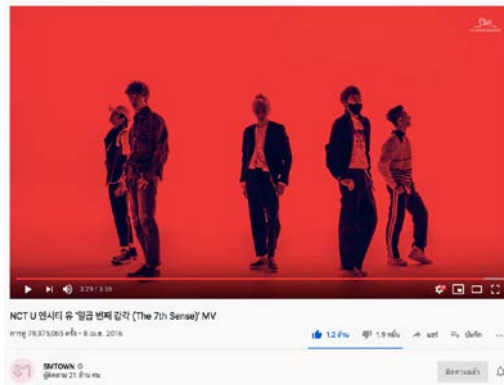 3:29 / 3:39
NCT U 엔시티 유 '일곱 번째 감각 (The 7th Sense)' MV
การดู 79,375,065 ครั้ง • 8 เม.ย. 2016
1.2 ล้าน 1.9 หมื่น แชร์ บันทึก
SMTOWN
ผู้ติดตาม 21 ล้าน คน
ติดตามแล้ว